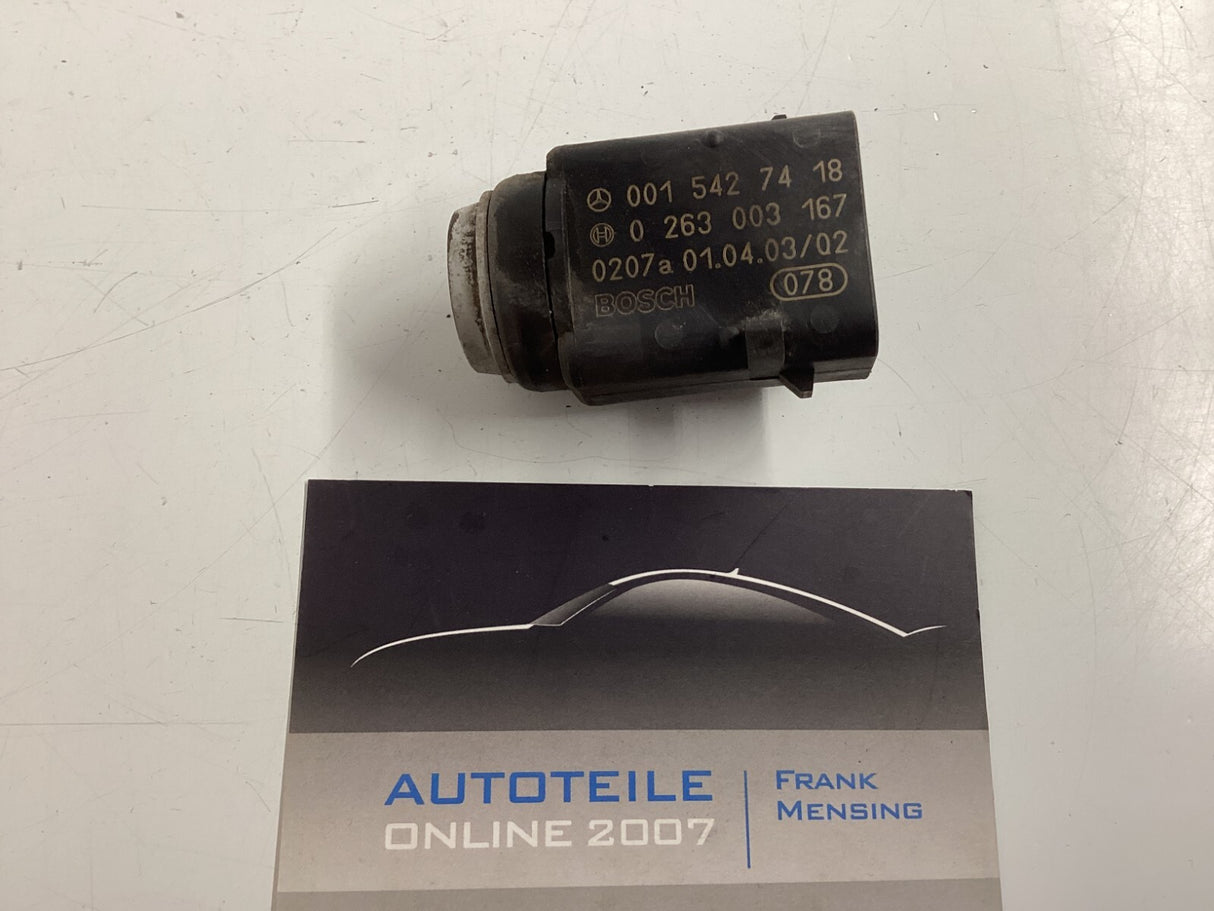 001 542 74 18
0 263 003 167
0207a 01.04.03/02
BOSCH 078
AUTOTEILE
ONLINE 2007
FRANK
MENSING